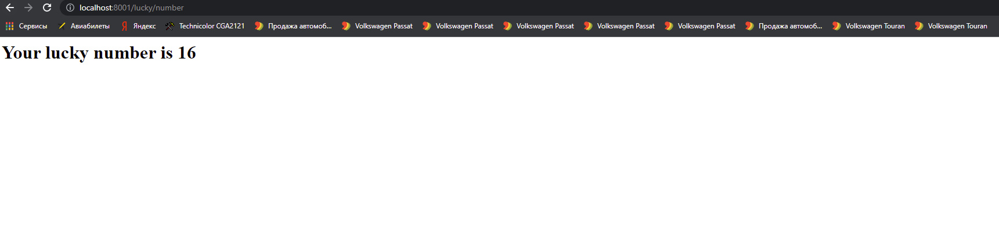 localhost:8001/lucky/number
Сервисы Авиабилеты Яндекс Technicolor CGA2121 Продажа автомоб... Volkswagen Passat Volkswagen Passat Volkswagen Passat Volkswagen Passat Volkswagen Passat Продажа автомоб... Volkswagen Touran Volkswagen Touran
Your lucky number is 16